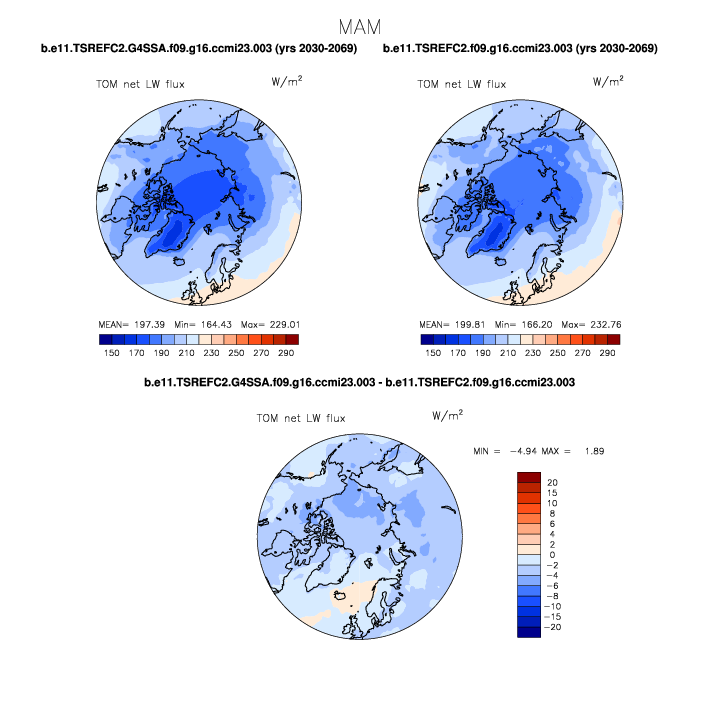 MAM
b.e11.TSREFC2.G4SSA.f09.g16.ccmi23.003 (yrs 2030-2069) b.e11.TSREFC2.f09.g16.ccmi23.003 (yrs 2030-2069)
TOM net LW flux W/m² TOM net LW flux W/m²
MEAN= 197.39 Min= 164.43 Max= 229.01 MEAN= 199.81 Min= 166.20 Max= 232.76
150 170 190 210 230 250 270 290 150 170 190 210 230 250 270 290
b.e11.TSREFC2.G4SSA.f09.g16.ccmi23.003 - b.e11.TSREFC2.f09.g16.ccmi23.003
TOM net LW flux W/m²
MIN = -4.94 MAX = 1.89
20
15
10
8
6
4
2
0
-2
-4
-6
-8
-10
-15
-20